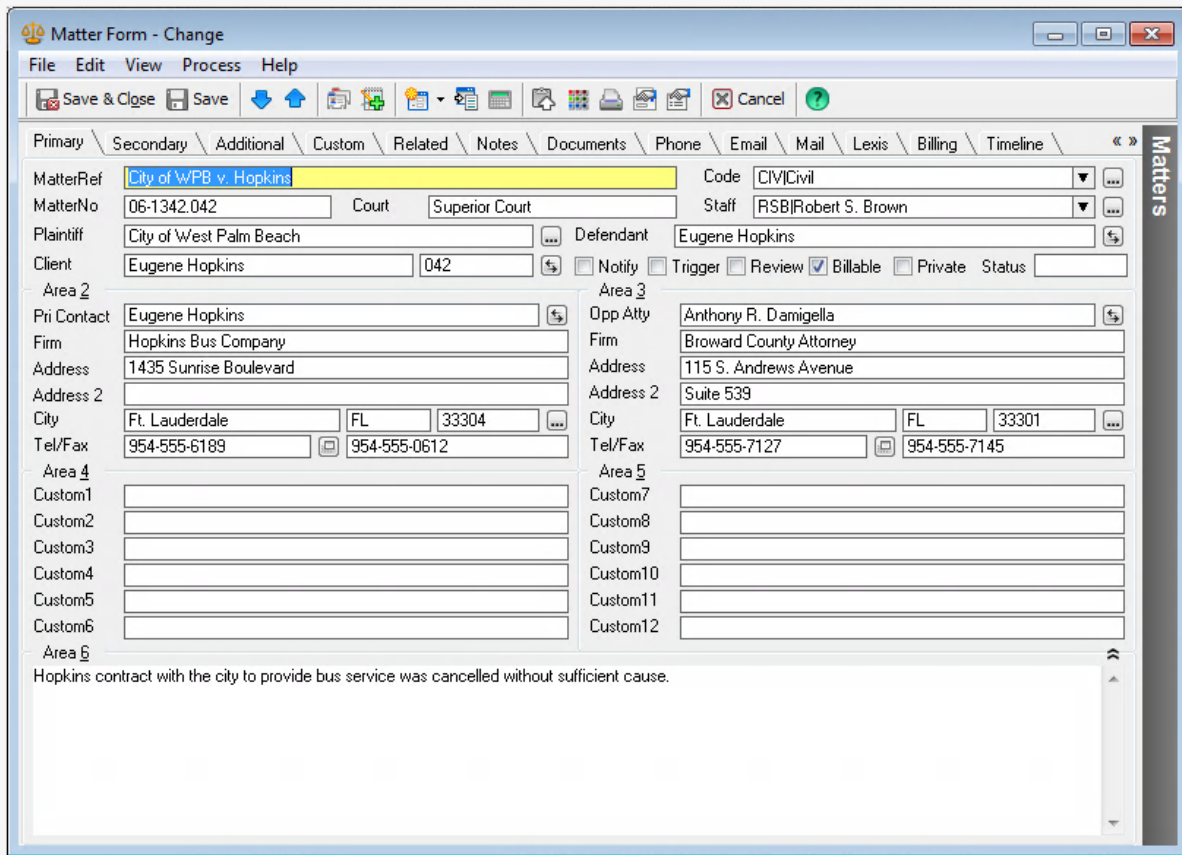 Matter Form - Change
File Edit View Process Help
Save & Close Save Cancel ?
Primary Secondary Additional Custom Related Notes Documents Phone Email Mail Lexis Billing Timeline « »
Matters
MatterRef City of WPB v. Hopkins Code CIV|Civil ...
MatterNo 06-1342.042 Court Superior Court Staff RSB|Robert S. Brown ...
Plaintiff City of West Palm Beach ... Defendant Eugene Hopkins
Client Eugene Hopkins 042 Notify Trigger Review Billable Private Status
Area 2 Area 3
Pri Contact Eugene Hopkins Opp Atty Anthony R. Damigella
Firm Hopkins Bus Company Firm Broward County Attorney
Address 1435 Sunrise Boulevard Address 115 S. Andrews Avenue
Address 2 Address 2 Suite 539
City Ft. Lauderdale FL 33304 ... City Ft. Lauderdale FL 33301 ...
Tel/Fax 954-555-6189 954-555-0612 Tel/Fax 954-555-7127 954-555-7145
Area 4 Area 5
Custom1 Custom7
Custom2 Custom8
Custom3 Custom9
Custom4 Custom10
Custom5 Custom11
Custom6 Custom12
Area 6
Hopkins contract with the city to provide bus service was cancelled without sufficient cause.